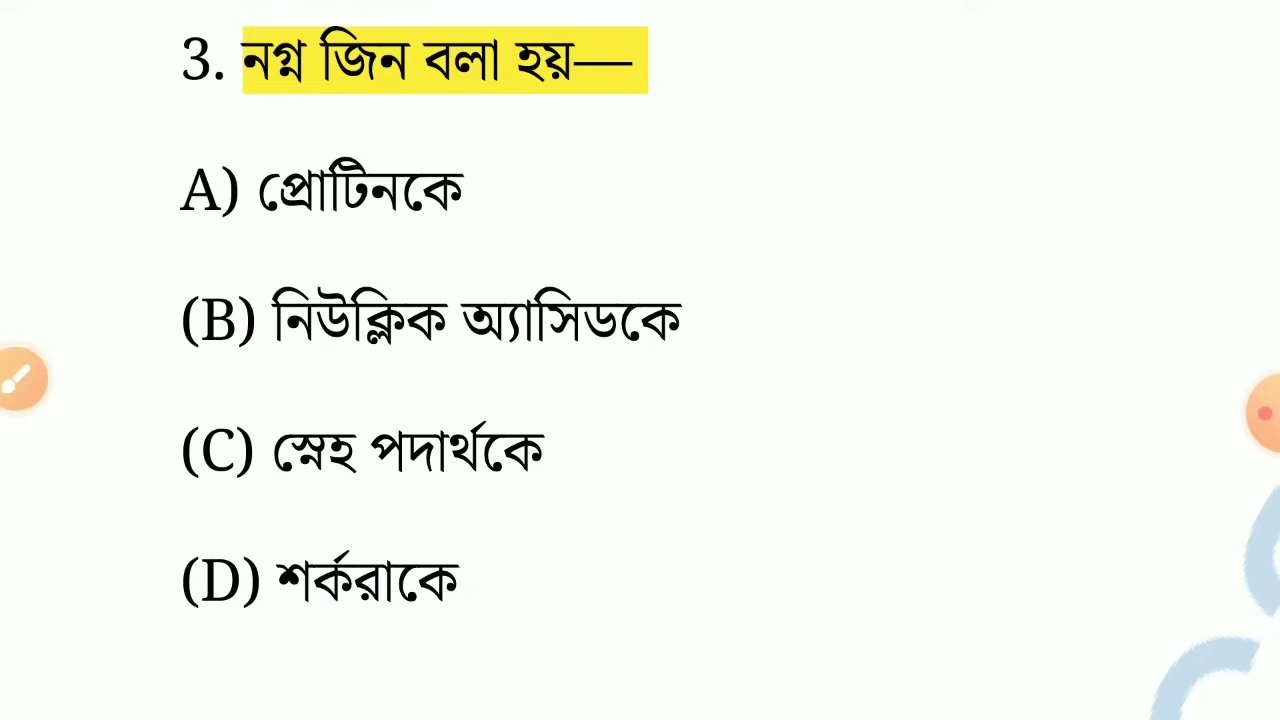 3. নগ্ন জিন বলা হয়—
A) প্রোটিনকে
(B) নিউক্লিক অ্যাসিডকে
(C) স্নেহ পদার্থকে
(D) শর্করাকে